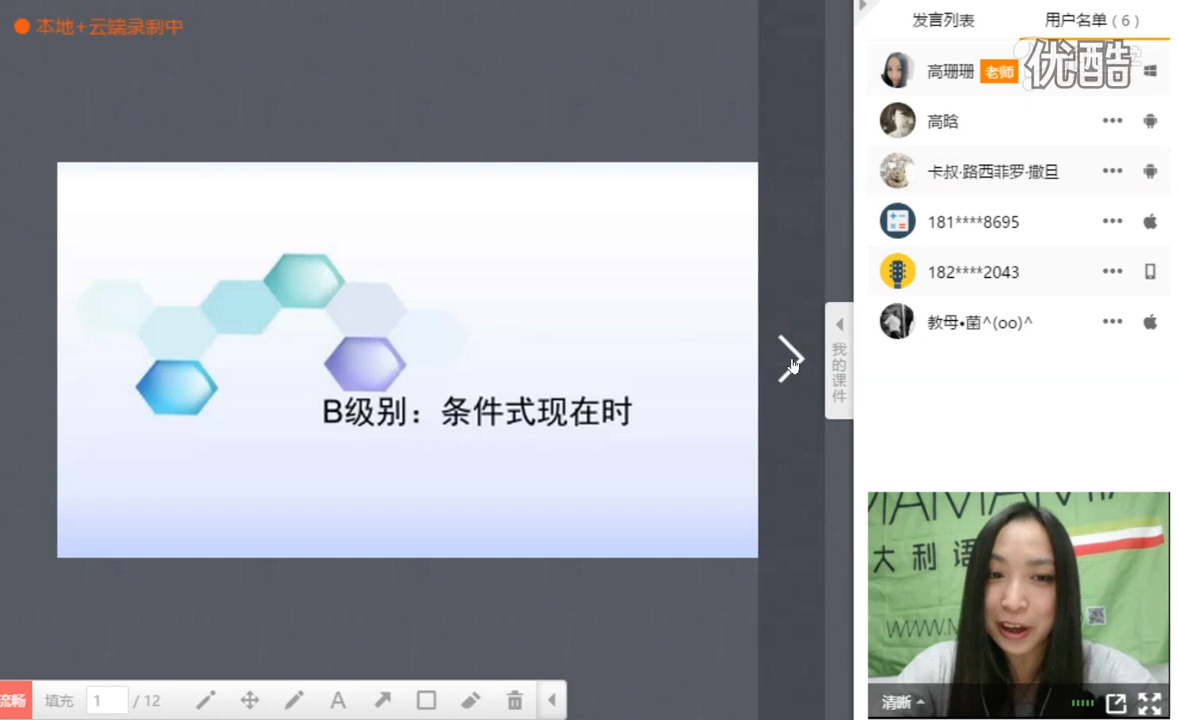 本地+云端录制中
发言列表
用户名单（6）
高珊珊 老师
优酷
高晗
卡叔·路西菲罗·撒旦
181****8695
182****2043
教母•菌^(oo)^
我的课件
B级别：条件式现在时
大利语
WWW.
清晰
流畅 填充 1 / 12 A